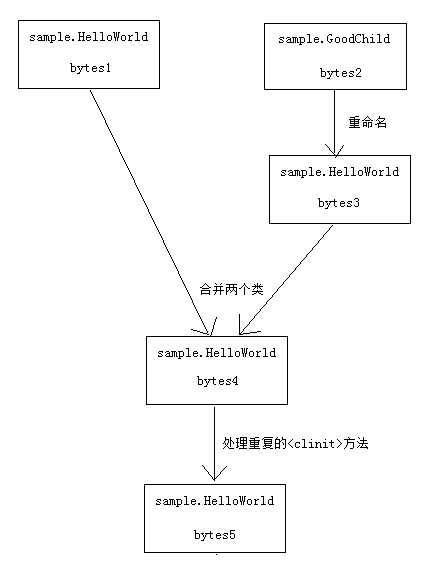 sample.HelloWorld
bytes1
sample.GoodChild
bytes2
重命名
sample.HelloWorld
bytes3
合并两个类
sample.HelloWorld
bytes4
处理重复的<clinit>方法
sample.HelloWorld
bytes5